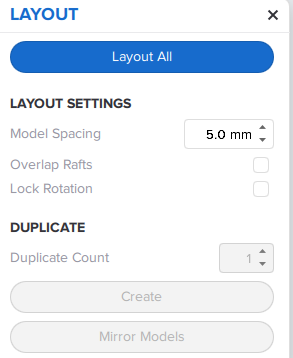 LAYOUT ×
Layout All
LAYOUT SETTINGS
Model Spacing 5.0 mm
Overlap Rafts
Lock Rotation
DUPLICATE
Duplicate Count 1
Create
Mirror Models